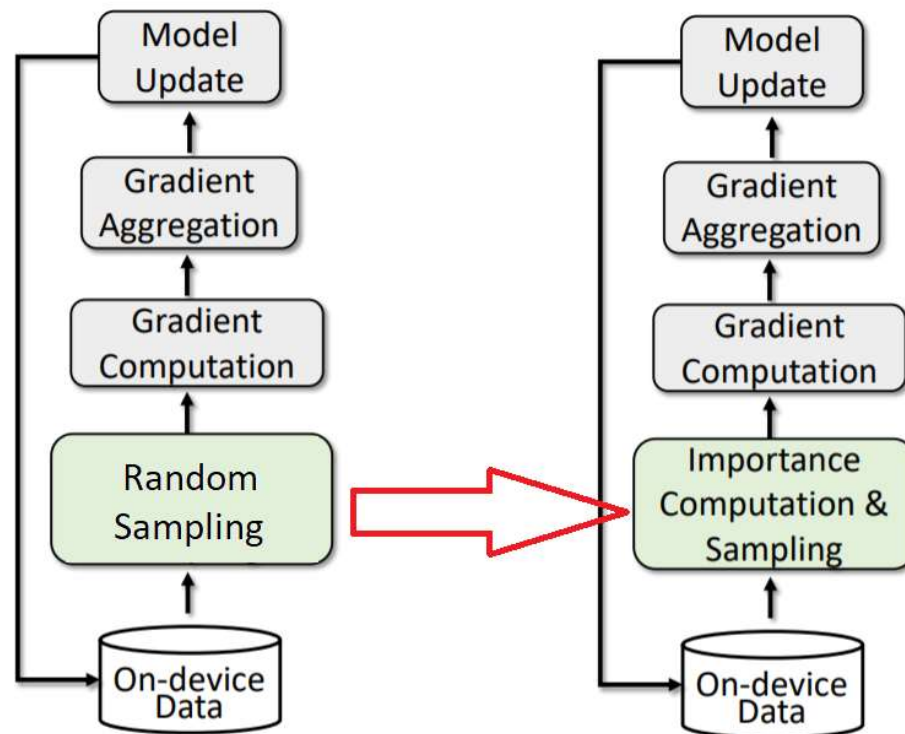 Model
Update
Gradient
Aggregation
Gradient
Computation
Random
Sampling
On-device
Data
Model
Update
Gradient
Aggregation
Gradient
Computation
Importance
Computation &
Sampling
On-device
Data